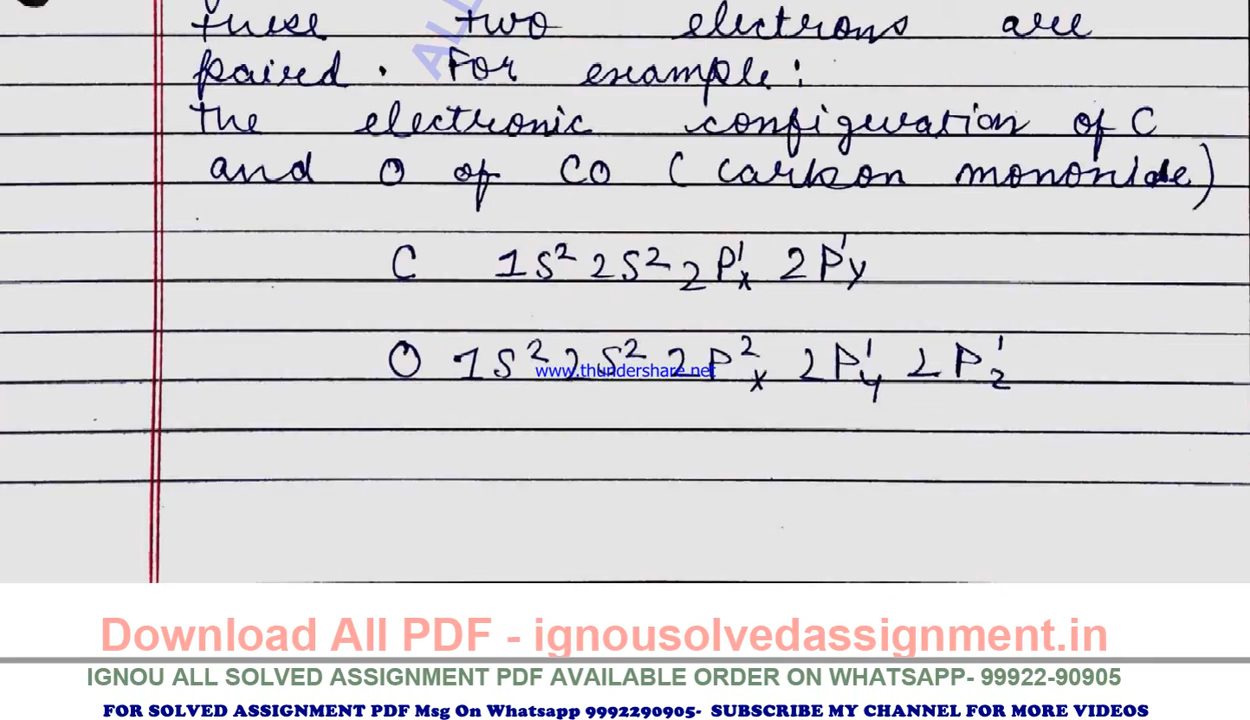 these two electrons are
paired. For example:
the electronic configuration of C
and O of CO (carbon monoxide)
C 1S² 2S² 2P¹x 2P¹y
O 1S² 2S² 2P²x 2P¹y 2P¹z
www.thundershare.net
ALL
Download All PDF - ignousolvedassignment.in
IGNOU ALL SOLVED ASSIGNMENT PDF AVAILABLE ORDER ON WHATSAPP- 99922-90905
FOR SOLVED ASSIGNMENT PDF Msg On Whatsapp 9992290905- SUBSCRIBE MY CHANNEL FOR MORE VIDEOS